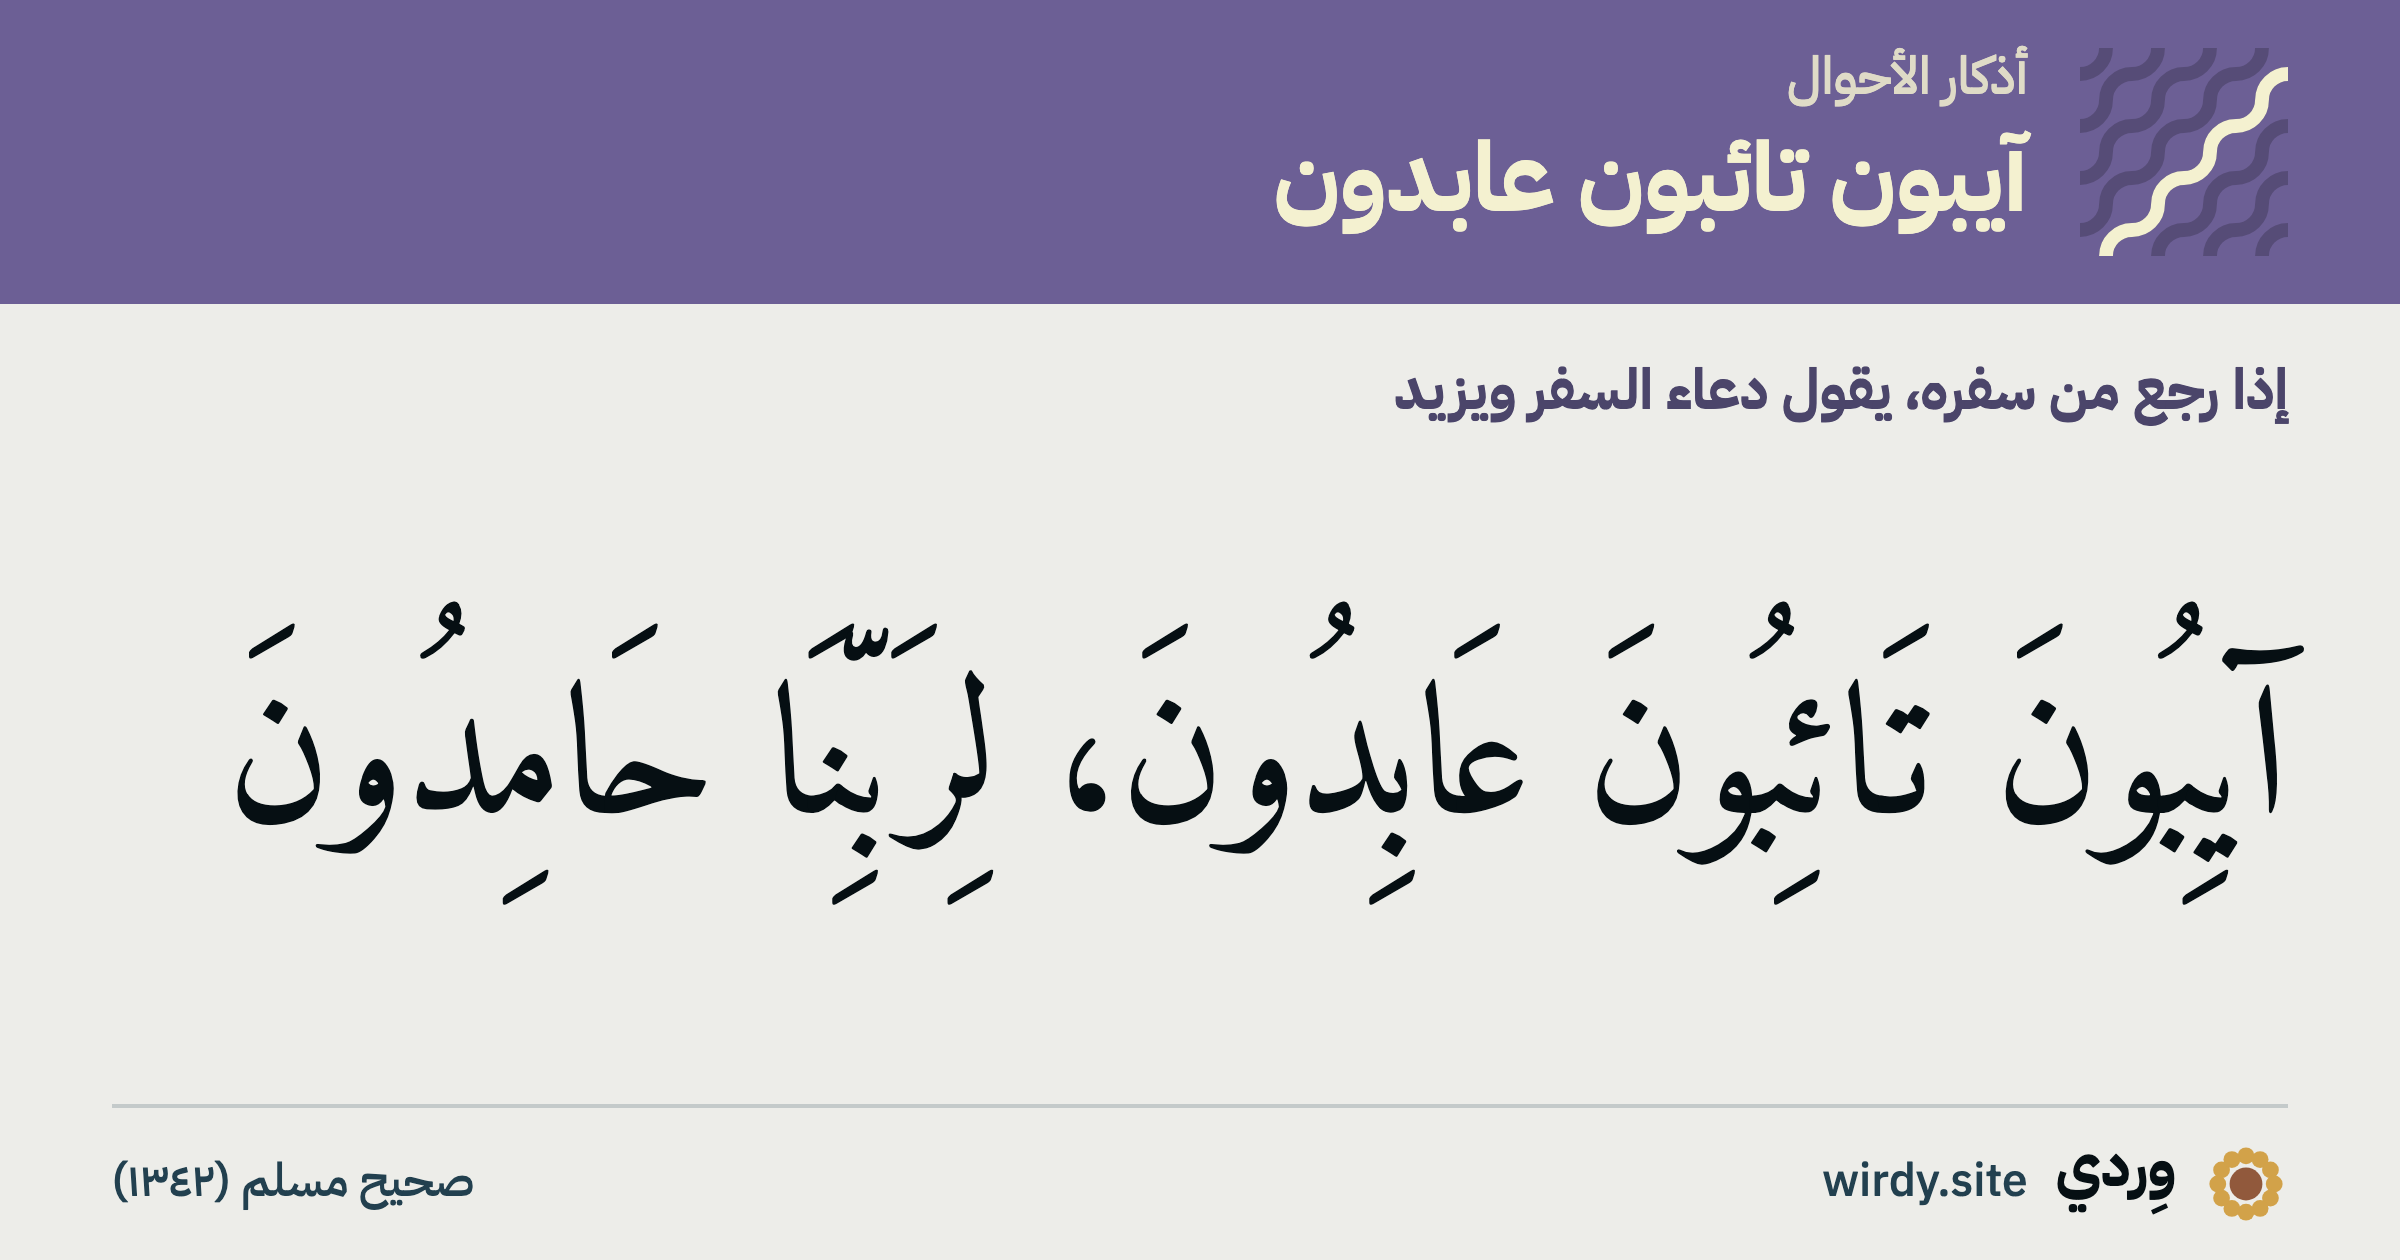 أذكار الأحوال
آيبون تائبون عابدون
إذا رجع من سفره، يقول دعاء السفر ويزيد
آيِبُونَ تَائِبُونَ عَابِدُونَ، لِرَبِّنَا حَامِدُونَ
وِردي wirdy.site
صحيح مسلم (١٣٤٢)